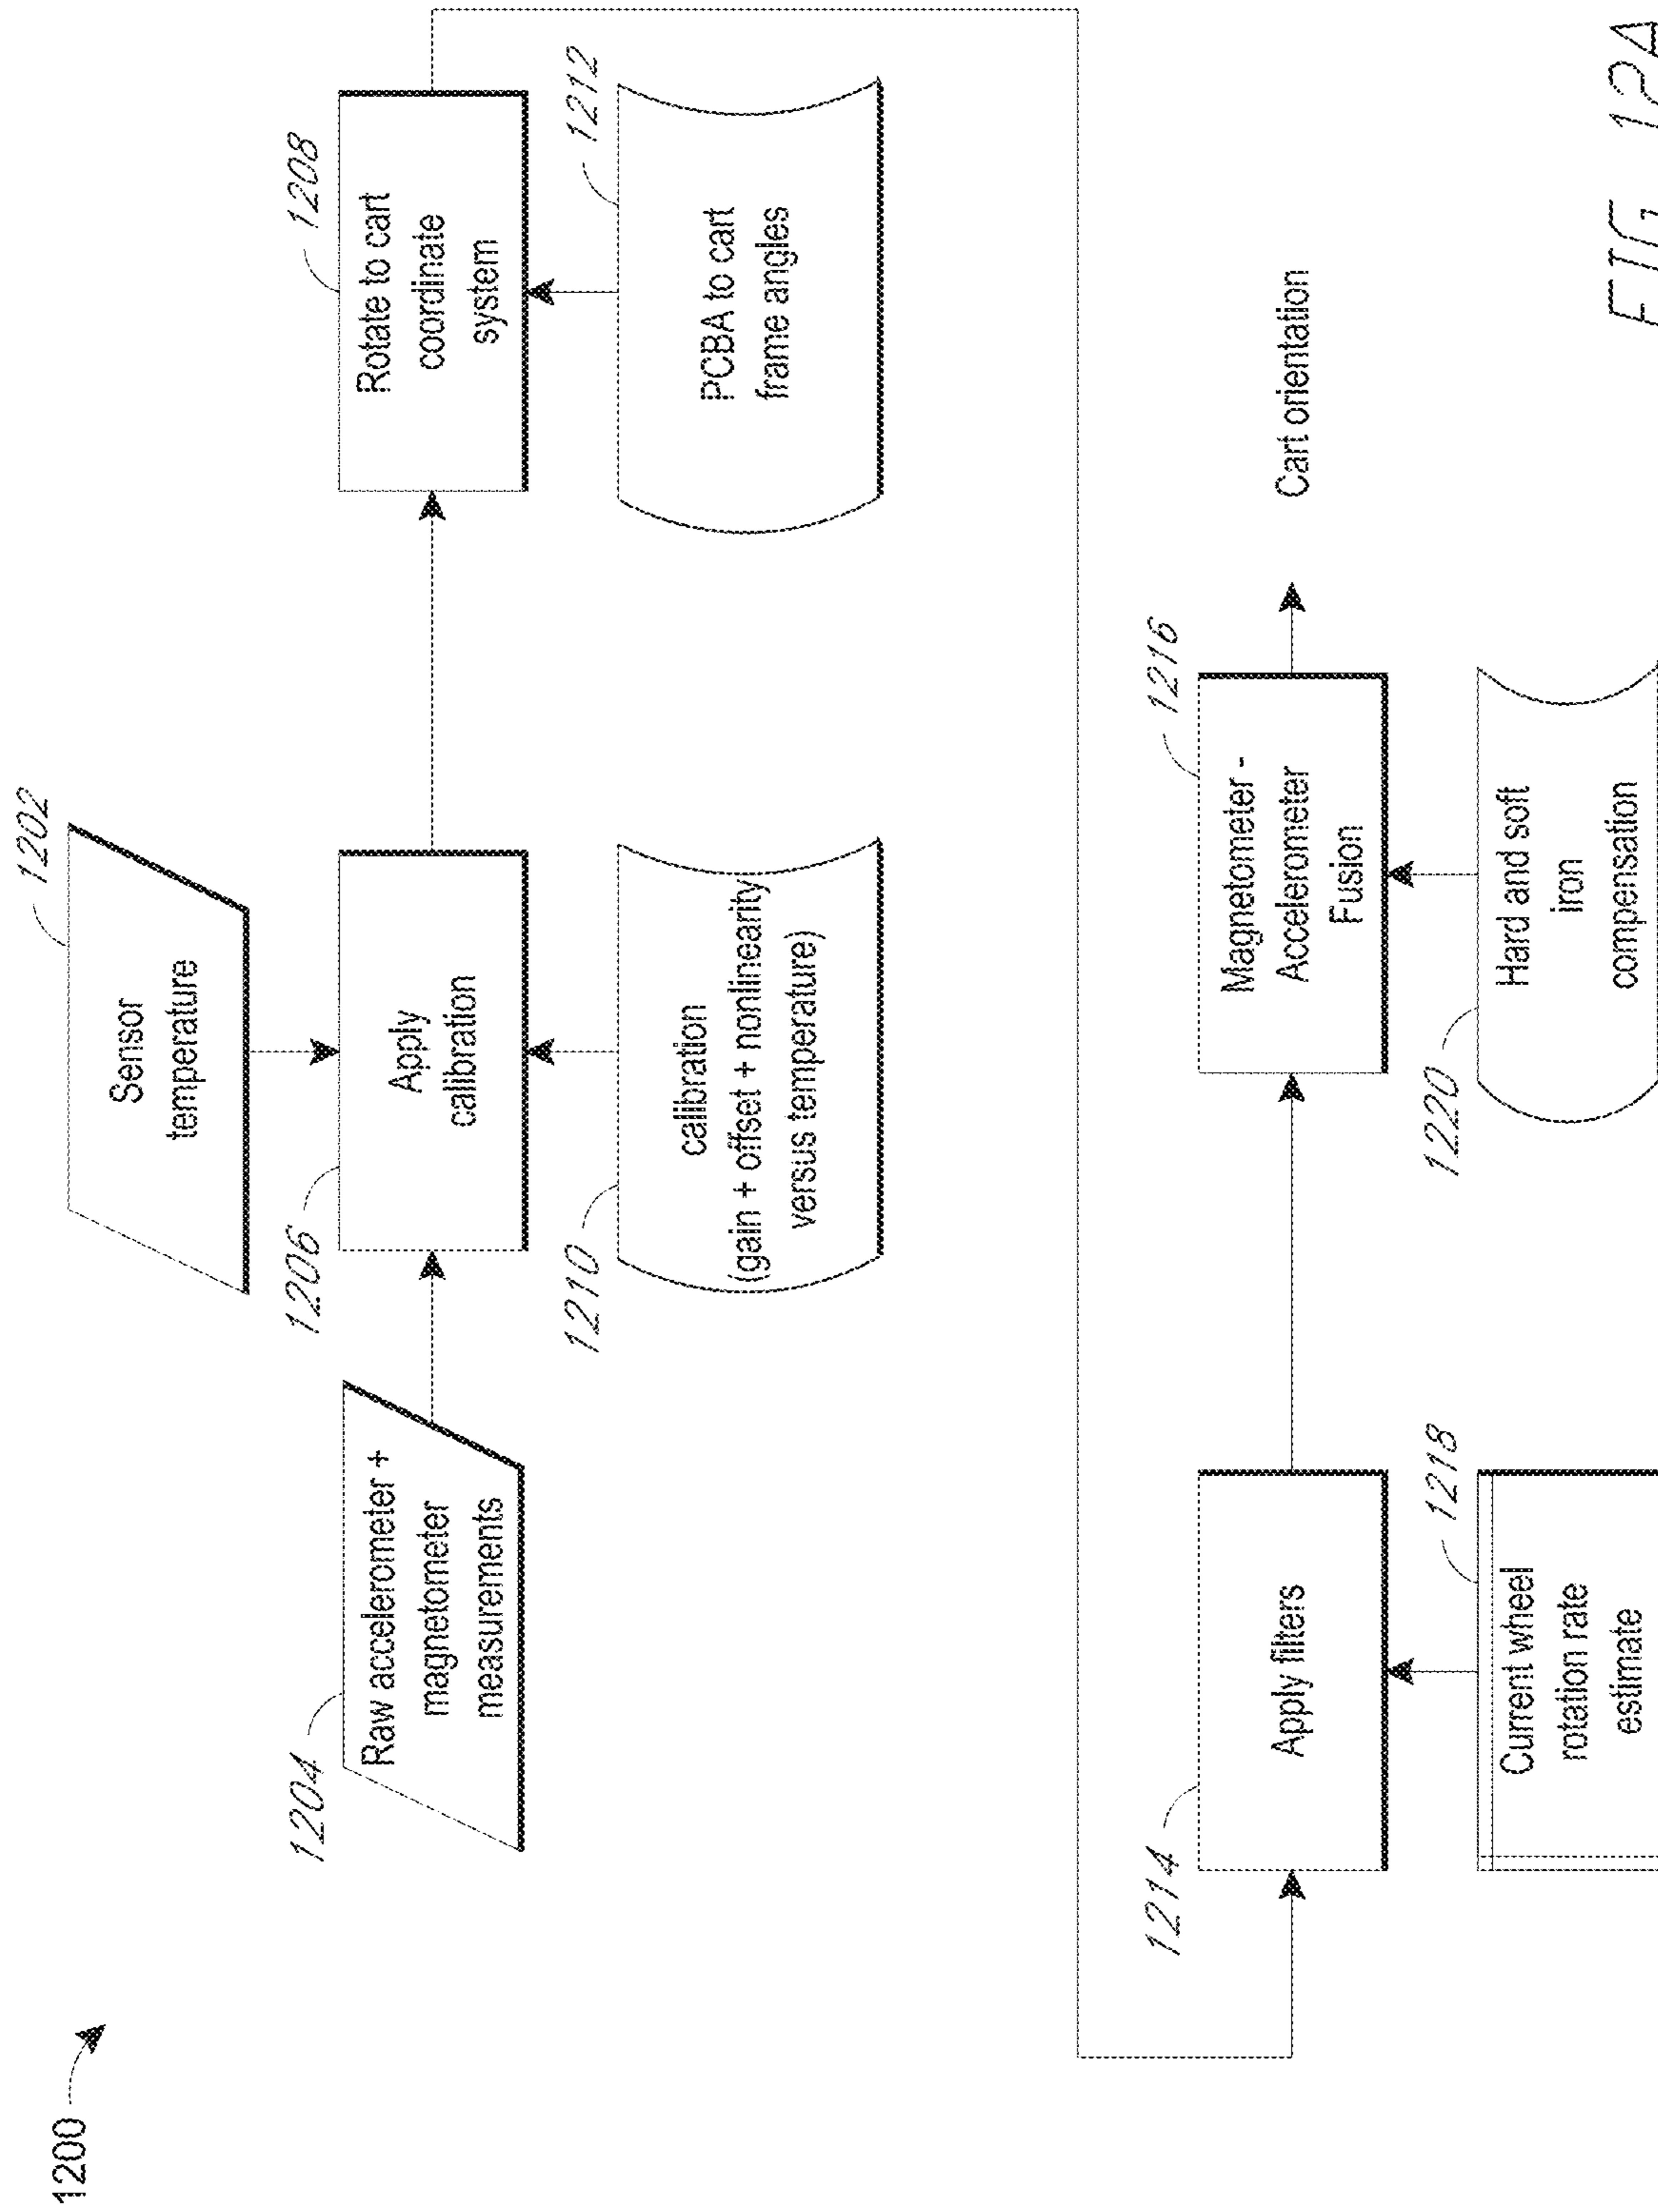 1200
1202
Sensor
temperature
1204
Raw accelerometer +
magnetometer
measurements
1206
Apply
calibration
1208
Rotate to cart
coordinate
system
1210
calibration
(gain + offset + nonlinearity
versus temperature)
1212
PCBA to cart
frame angles
1214
Apply filters
1216
Magnetometer -
Accelerometer
Fusion
Cart orientation
1218
Current wheel
rotation rate
estimate
1220
Hard and soft
iron
compensation
FIG. 12A